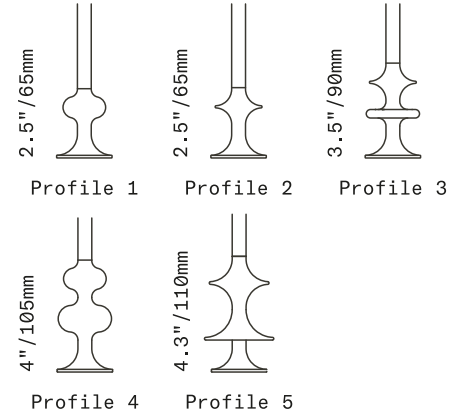 2.5"/65mm
Profile 1
2.5"/65mm
Profile 2
3.5"/90mm
Profile 3
4"/105mm
Profile 4
4.3"/110mm
Profile 5